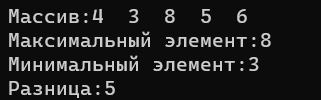 Массив:4  3  8  5  6
Максимальный элемент:8
Минимальный элемент:3
Разница:5